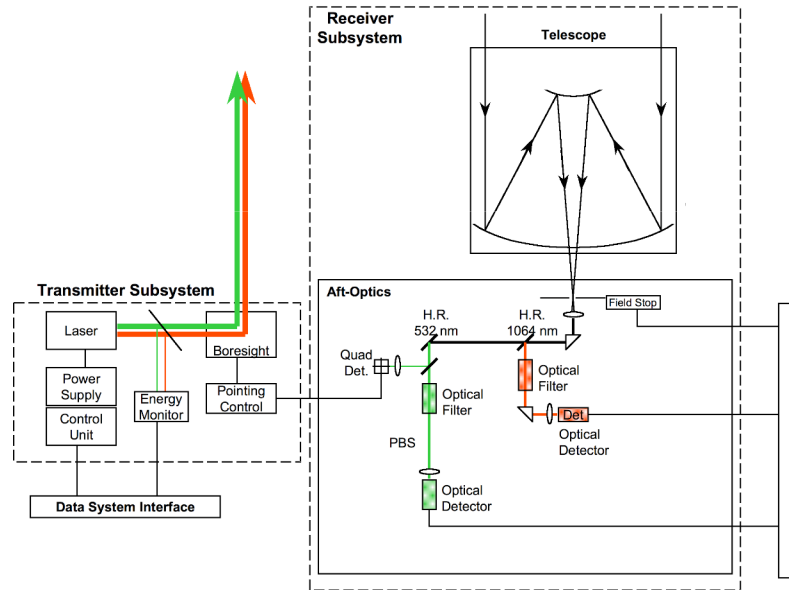 Receiver
Subsystem
Telescope
Transmitter Subsystem
Laser
Boresight
Power
Supply
Control
Unit
Energy
Monitor
Pointing
Control
Data System Interface
Aft-Optics
H.R.
532 nm
H.R.
1064 nm
Field Stop
Quad
Det.
Optical
Filter
Optical
Filter
Det
Optical
Detector
PBS
Optical
Detector